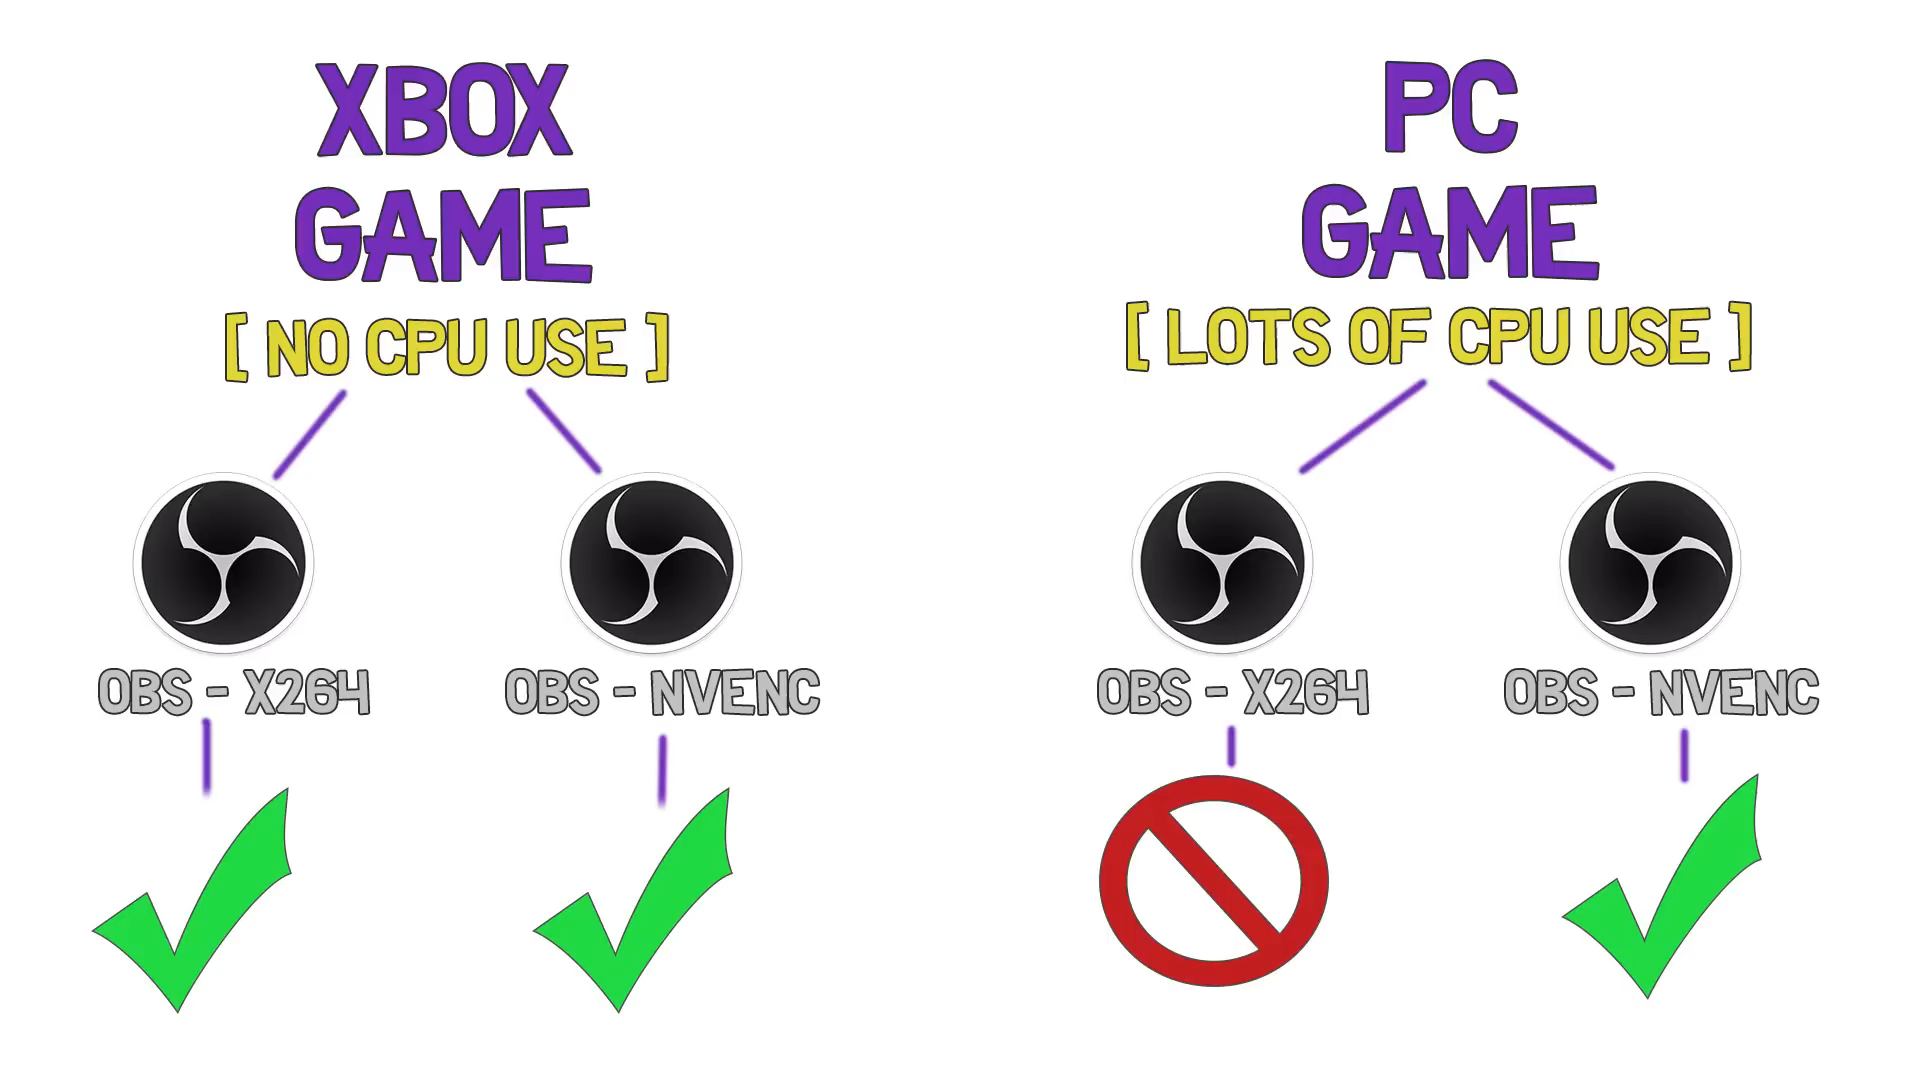 XBOX
GAME
[ NO CPU USE ]
OBS - X264
OBS - NVENC
PC
GAME
[ LOTS OF CPU USE ]
OBS - X264
OBS - NVENC